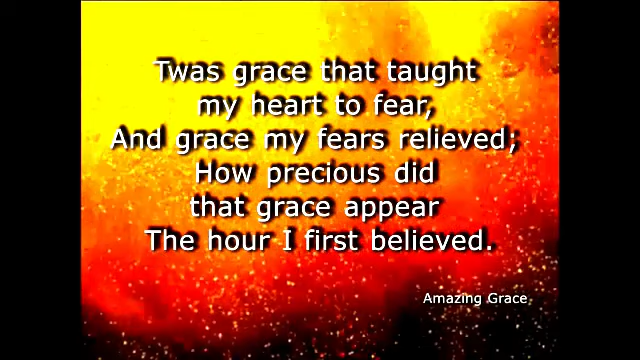 Twas grace that taught
my heart to fear,
And grace my fears relieved;
How precious did
that grace appear
The hour I first believed.
Amazing Grace